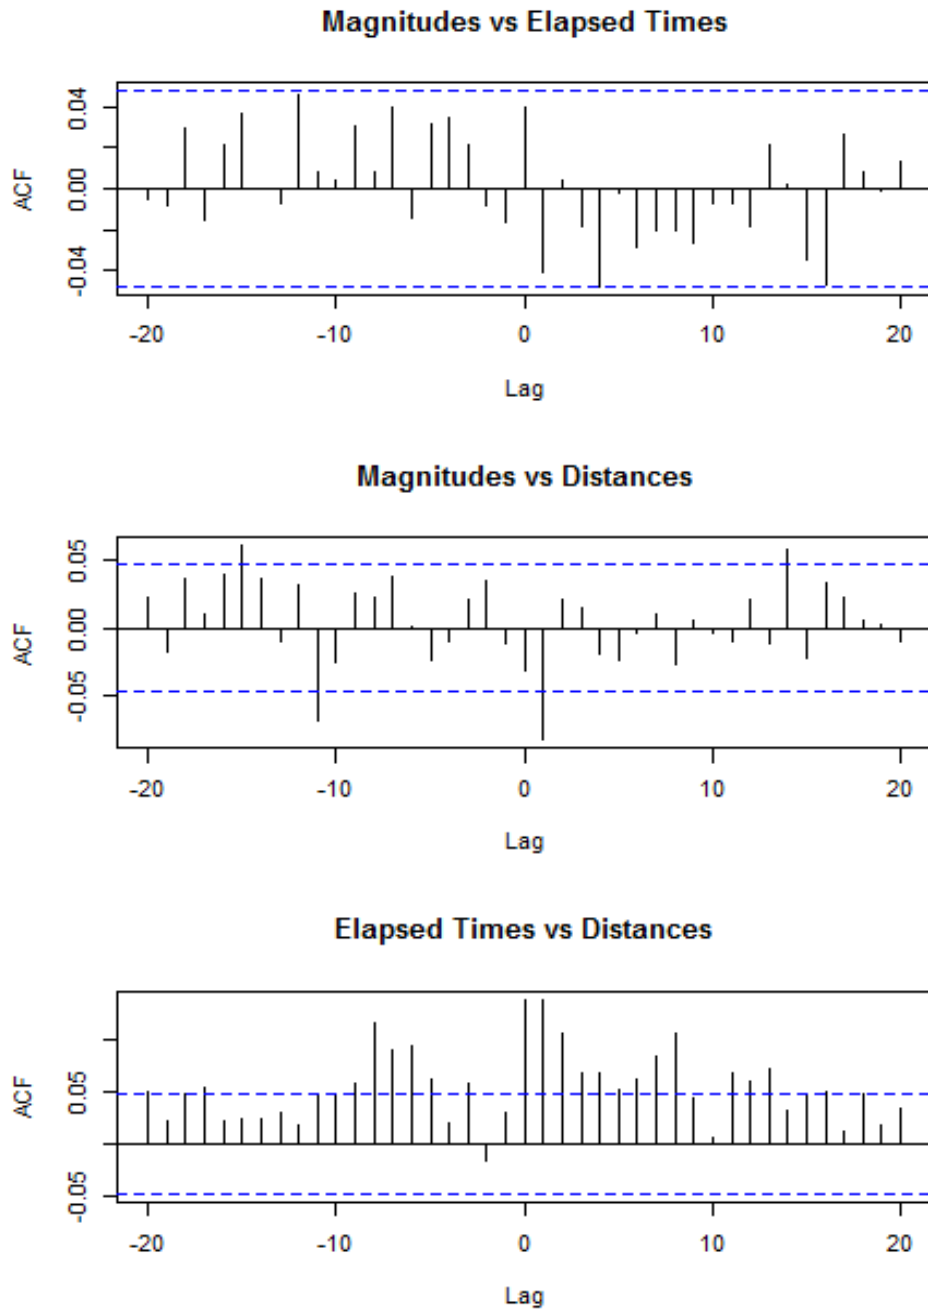 Magnitudes vs Elapsed Times
ACF
0.04
0.00
-0.04
-20 -10 0 10 20
Lag
Magnitudes vs Distances
ACF
0.05
0.00
-0.05
-20 -10 0 10 20
Lag
Elapsed Times vs Distances
ACF
0.05
-0.05
-20 -10 0 10 20
Lag